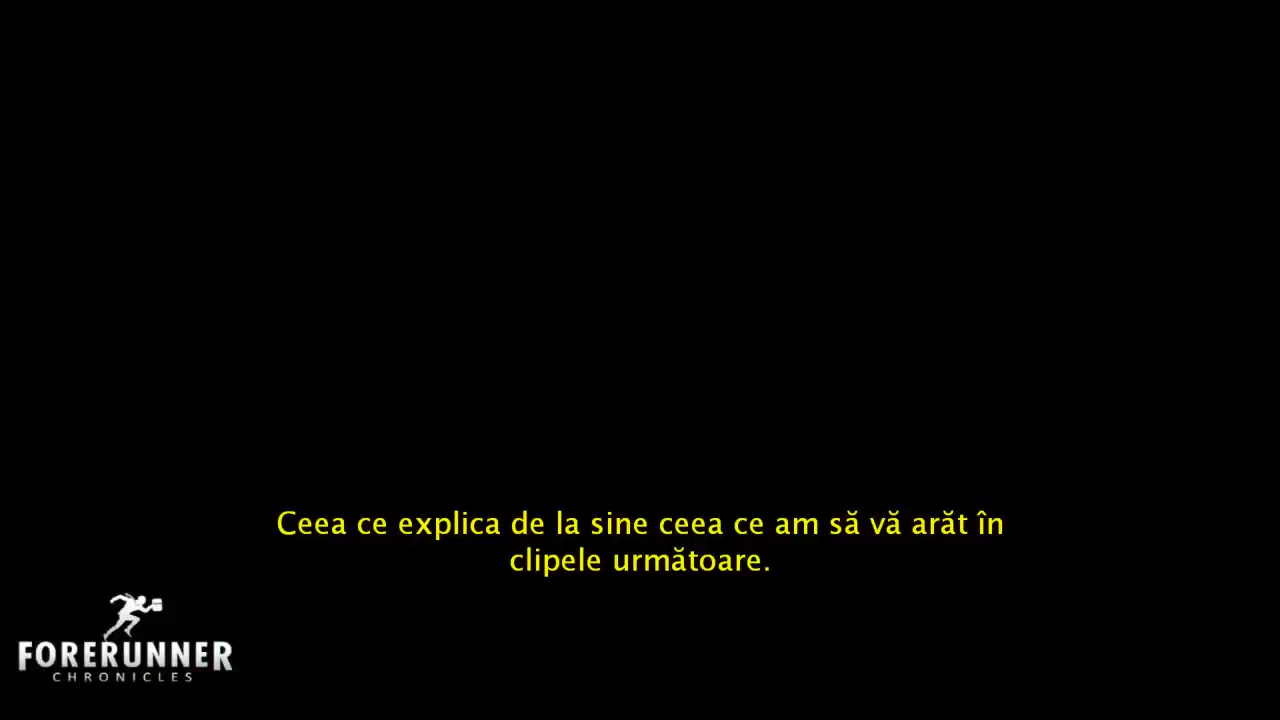 Ceea ce explica de la sine ceea ce am să vă arăt în
clipele următoare.
FORERUNNER
CHRONICLES